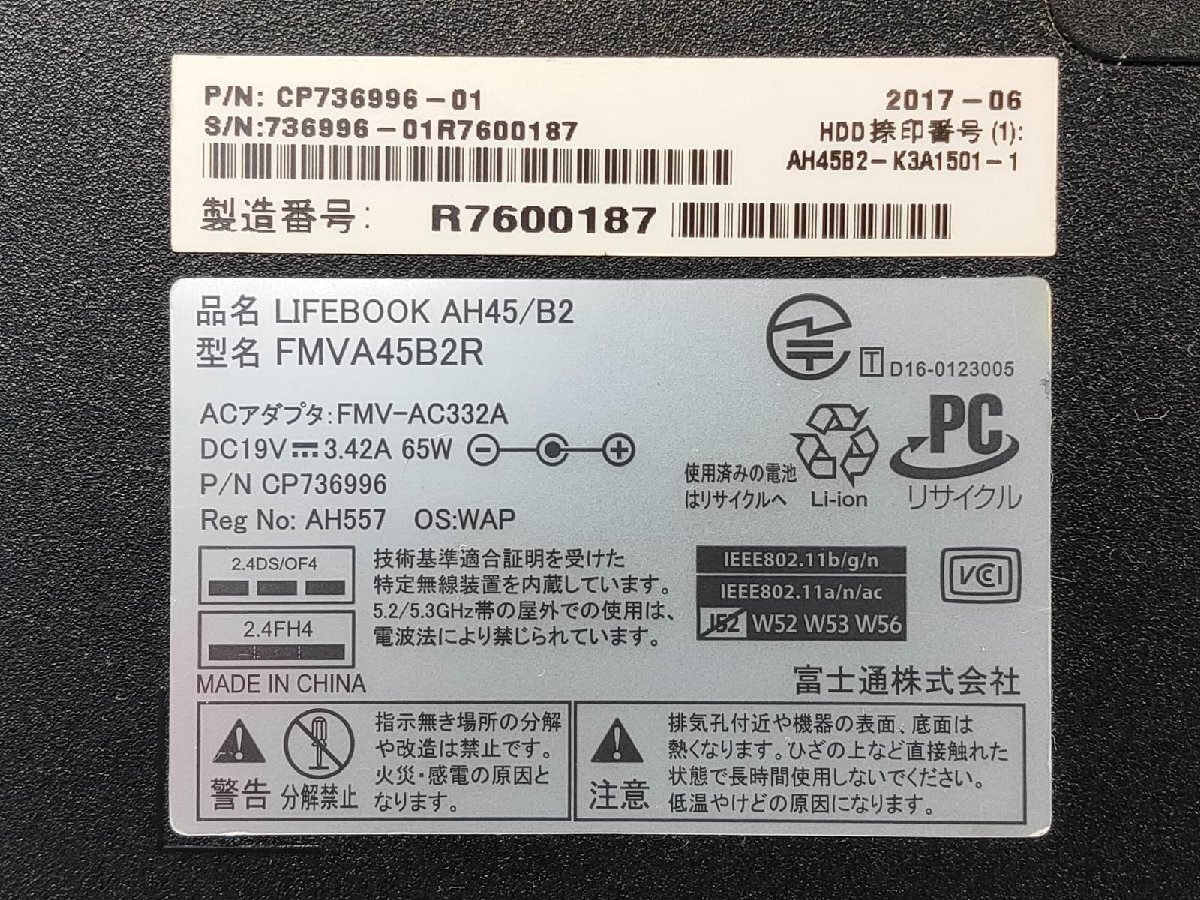 P/N: CP736996-01
2017-06
S/N:736996-01R7600187
HDD捺印番号(1):
AH45B2-K3A1501-1
製造番号: R7600187
品名 LIFEBOOK AH45/B2
型名 FMVA45B2R
T D16-0123005
ACアダプタ:FMV-AC332A
DC19V 3.42A 65W
P/N CP736996
Reg No: AH557 OS:WAP
使用済みの電池
はリサイクルへ
Li-ion
PC
リサイクル
2.4DS/OF4
2.4FH4
技術基準適合証明を受けた
特定無線装置を内蔵しています。
5.2/5.3GHz帯の屋外での使用は、
電波法により禁じられています。
IEEE802.11b/g/n
IEEE802.11a/n/ac
J52 W52 W53 W56
VCCI
MADE IN CHINA
富士通株式会社
警告
分解禁止
指示無き場所の分解
や改造は禁止です。
火災・感電の原因と
なります。
注意
排気孔付近や機器の表面、底面は
熱くなります。ひざの上など直接触れた
状態で長時間使用しないでください。
低温やけどの原因になります。